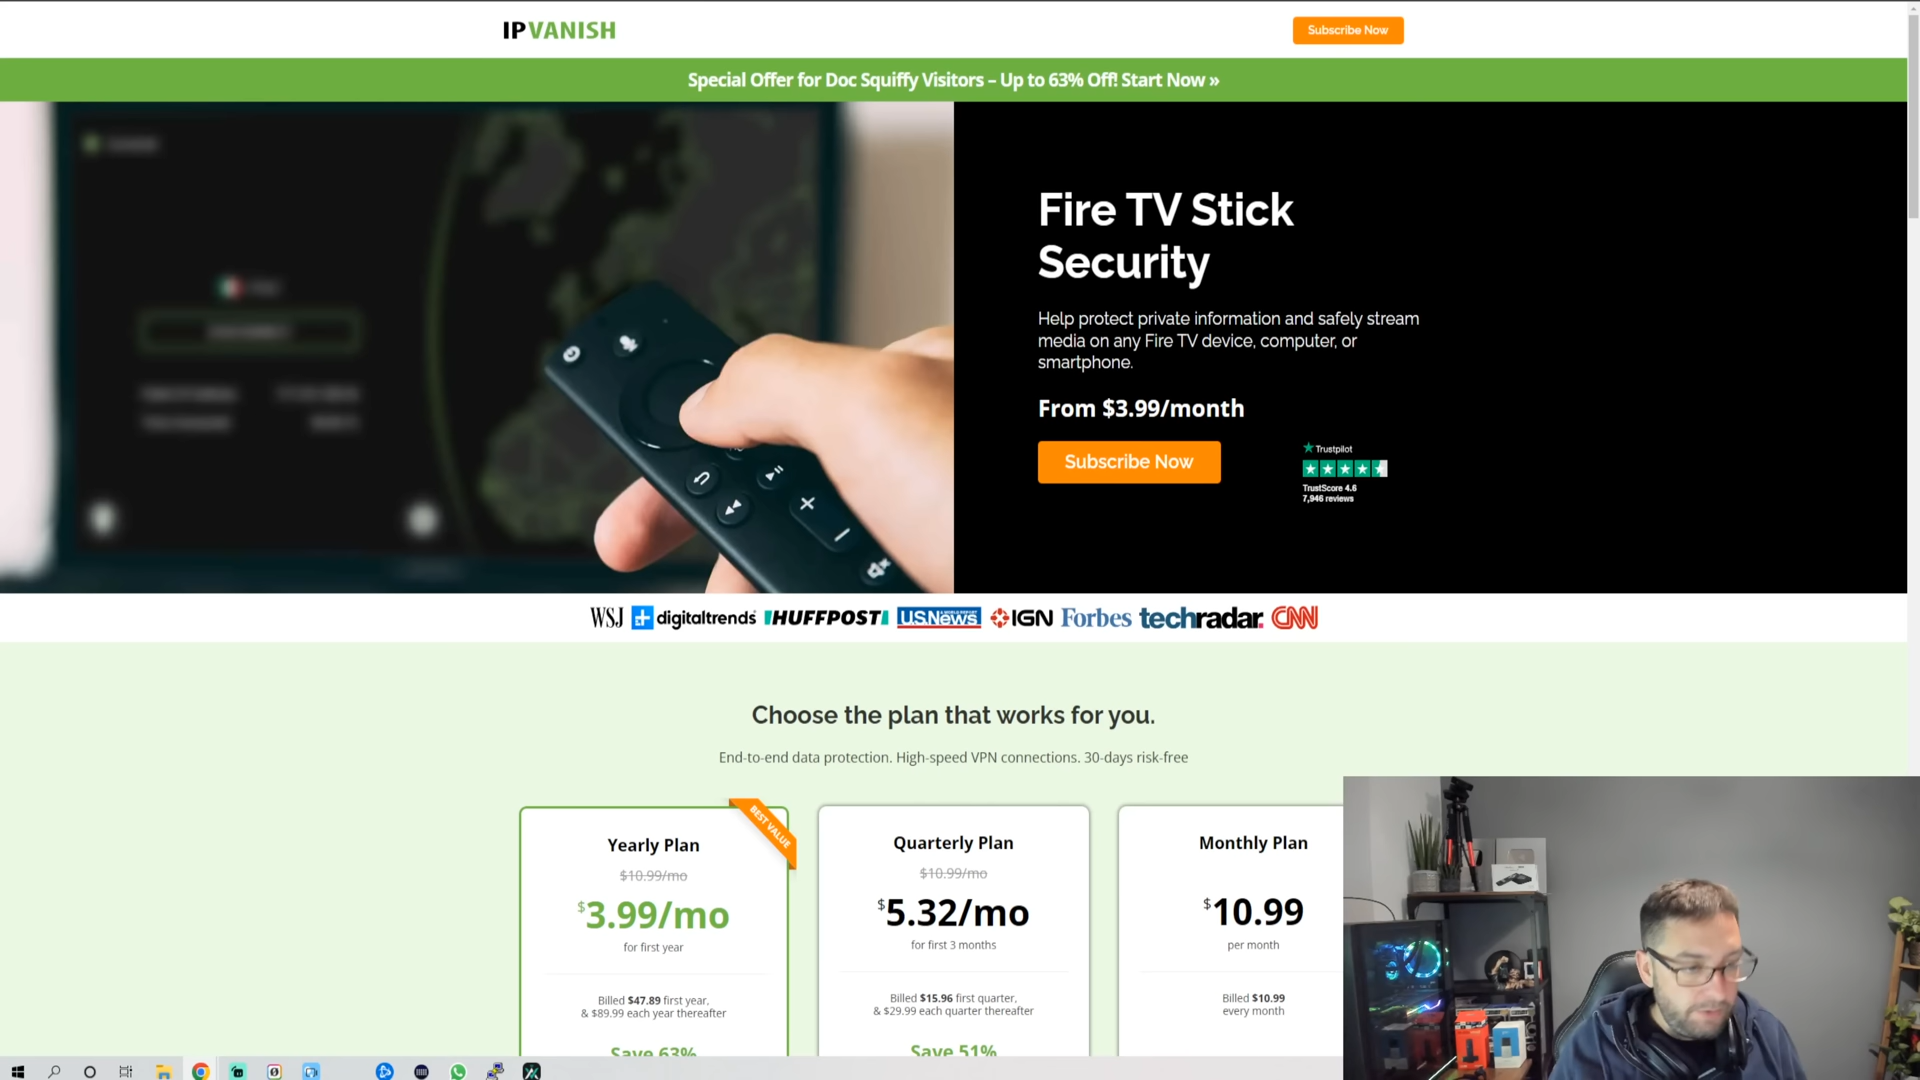 IPVANISH
Subscribe Now
Special Offer for Doc Squiffy Visitors – Up to 63% Off! Start Now »
Fire TV Stick
Security
Help protect private information and safely stream
media on any Fire TV device, computer, or
smartphone.
From $3.99/month
Subscribe Now
Trustpilot
TrustScore 4.6
7,946 reviews
WSJ digitaltrends HUFFPOST U.S.News IGN Forbes techradar. CNN
Choose the plan that works for you.
End-to-end data protection. High-speed VPN connections. 30-days risk-free
BEST VALUE
Yearly Plan
$10.99/mo
$3.99/mo
for first year
Billed $47.89 first year,
& $89.99 each year thereafter
Save 63%
Quarterly Plan
$10.99/mo
$5.32/mo
for first 3 months
Billed $15.96 first quarter,
& $29.99 each quarter thereafter
Save 51%
Monthly Plan
$10.99
per month
Billed $10.99
every month